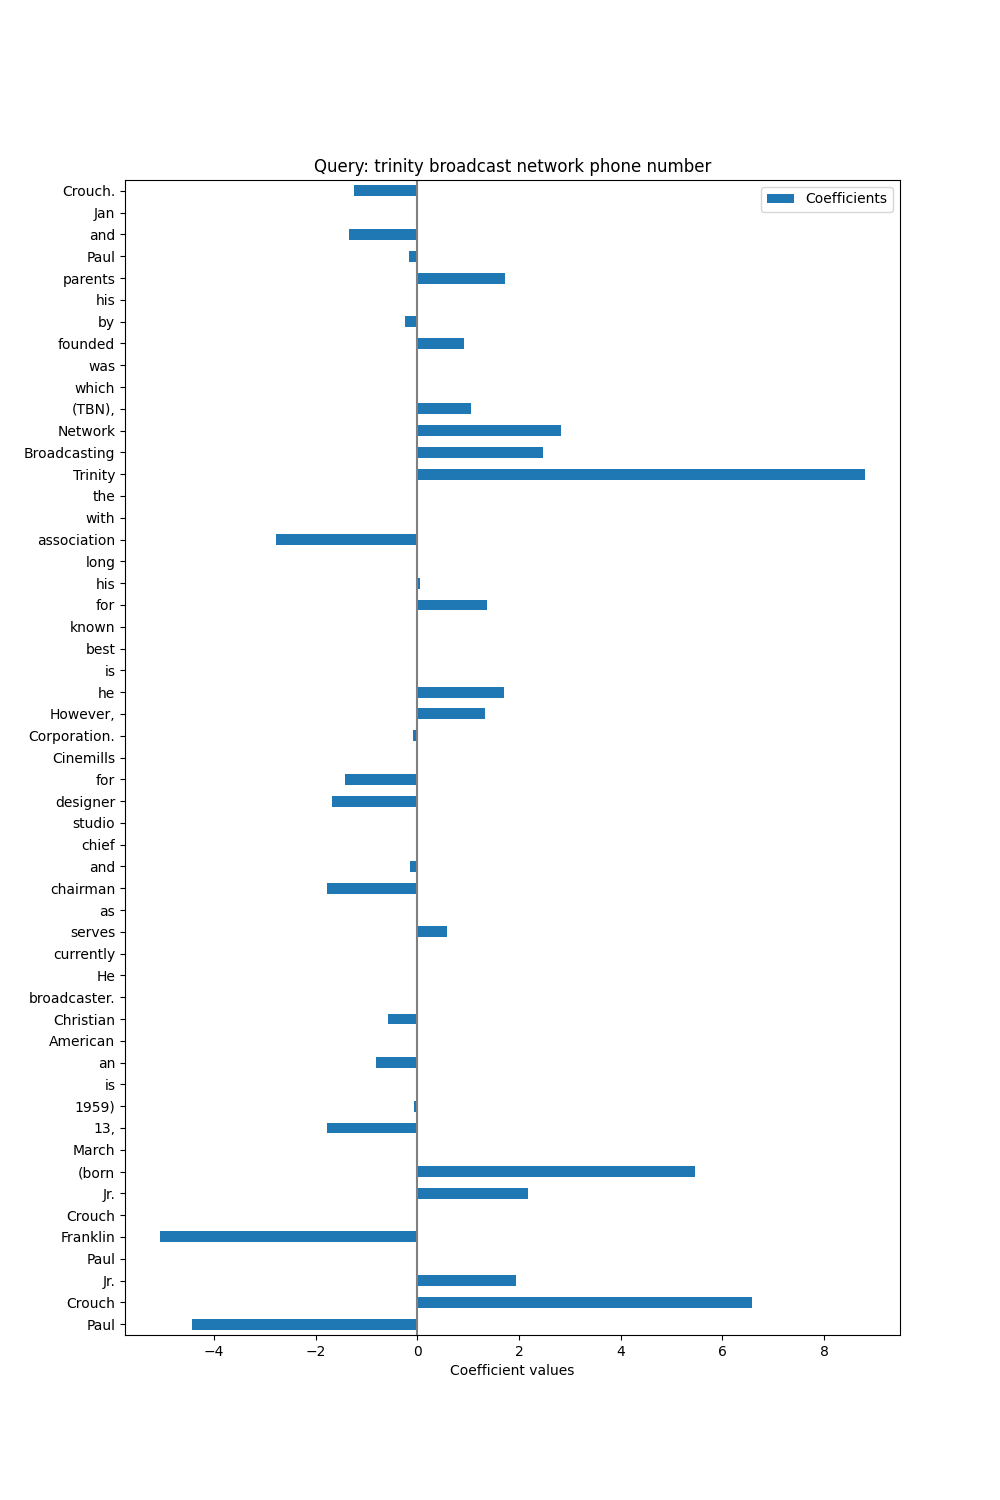 Query: trinity broadcast network phone number
Coefficients
Crouch.
Jan
and
Paul
parents
his
by
founded
was
which
(TBN),
Network
Broadcasting
Trinity
the
with
association
long
his
for
known
best
is
he
However,
Corporation.
Cinemills
for
designer
studio
chief
and
chairman
as
serves
currently
He
broadcaster.
Christian
American
an
is
1959)
13,
March
(born
Jr.
Crouch
Franklin
Paul
Jr.
Crouch
Paul
−4 −2 0 2 4 6 8
Coefficient values